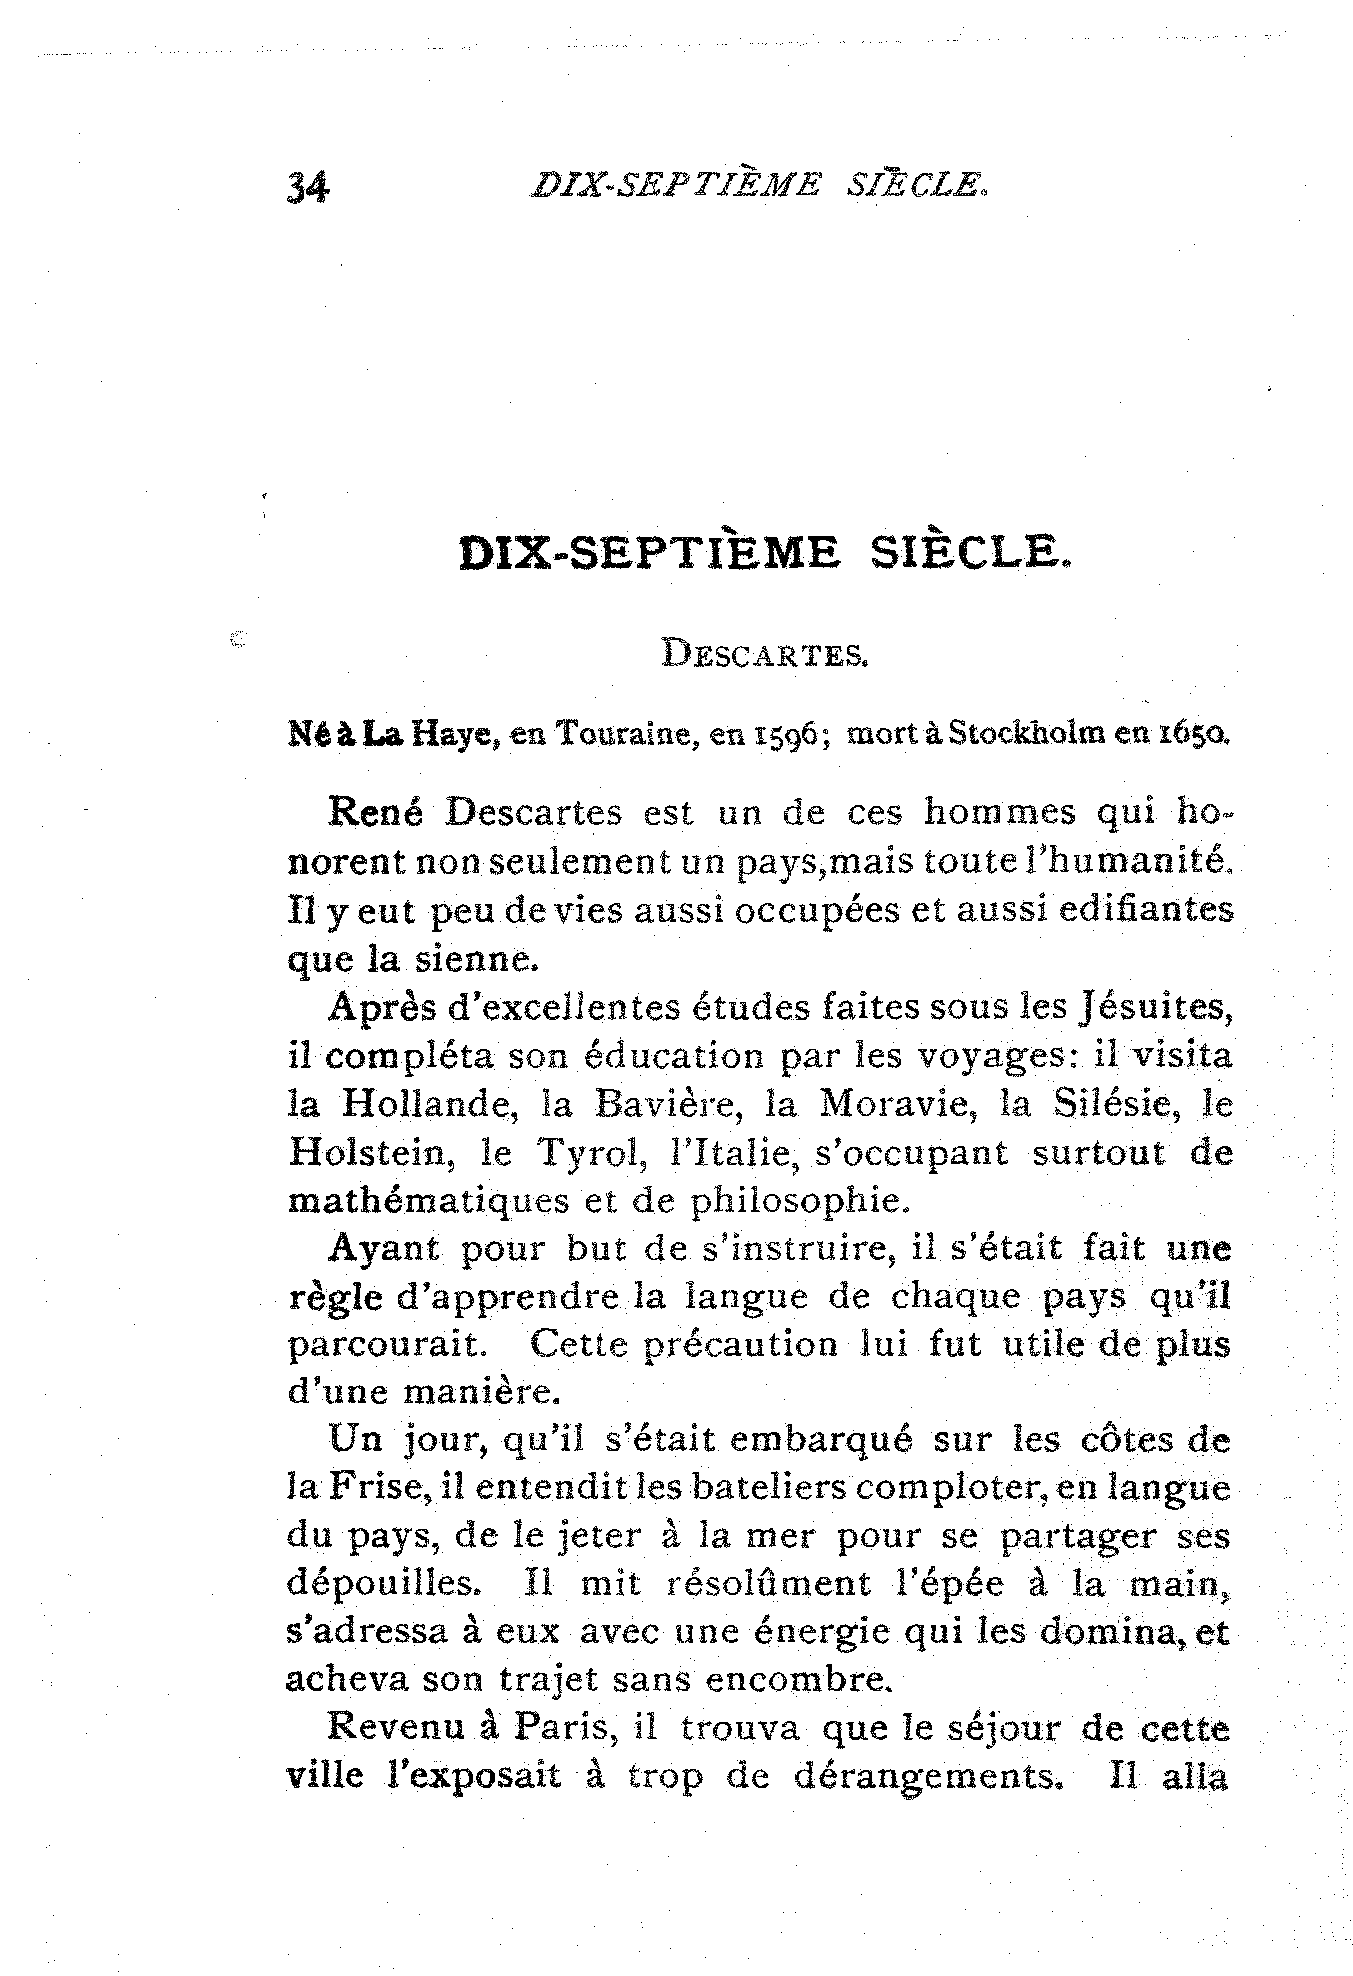 34 DIX-SEPTIÈME SIÈCLE.
DIX-SEPTIÈME SIÈCLE.
DESCARTES.
Né à La Haye, en Touraine, en 1596; mort à Stockholm en 1650.
René Descartes est un de ces hommes qui ho-
norent non seulement un pays, mais toute l'humanité.
Il y eut peu de vies aussi occupées et aussi edifiantes
que la sienne.
Après d'excellentes études faites sous les Jésuites,
il compléta son éducation par les voyages: il visita
la Hollande, la Bavière, la Moravie, la Silésie, le
Holstein, le Tyrol, l'Italie, s'occupant surtout de
mathématiques et de philosophie.
Ayant pour but de s'instruire, il s'était fait une
règle d'apprendre la langue de chaque pays qu'il
parcourait. Cette précaution lui fut utile de plus
d'une manière.
Un jour, qu'il s'était embarqué sur les côtes de
la Frise, il entendit les bateliers comploter, en langue
du pays, de le jeter à la mer pour se partager ses
dépouilles. Il mit résolûment l'épée à la main,
s'adressa à eux avec une énergie qui les domina, et
acheva son trajet sans encombre.
Revenu à Paris, il trouva que le séjour de cette
ville l'exposait à trop de dérangements. Il alla